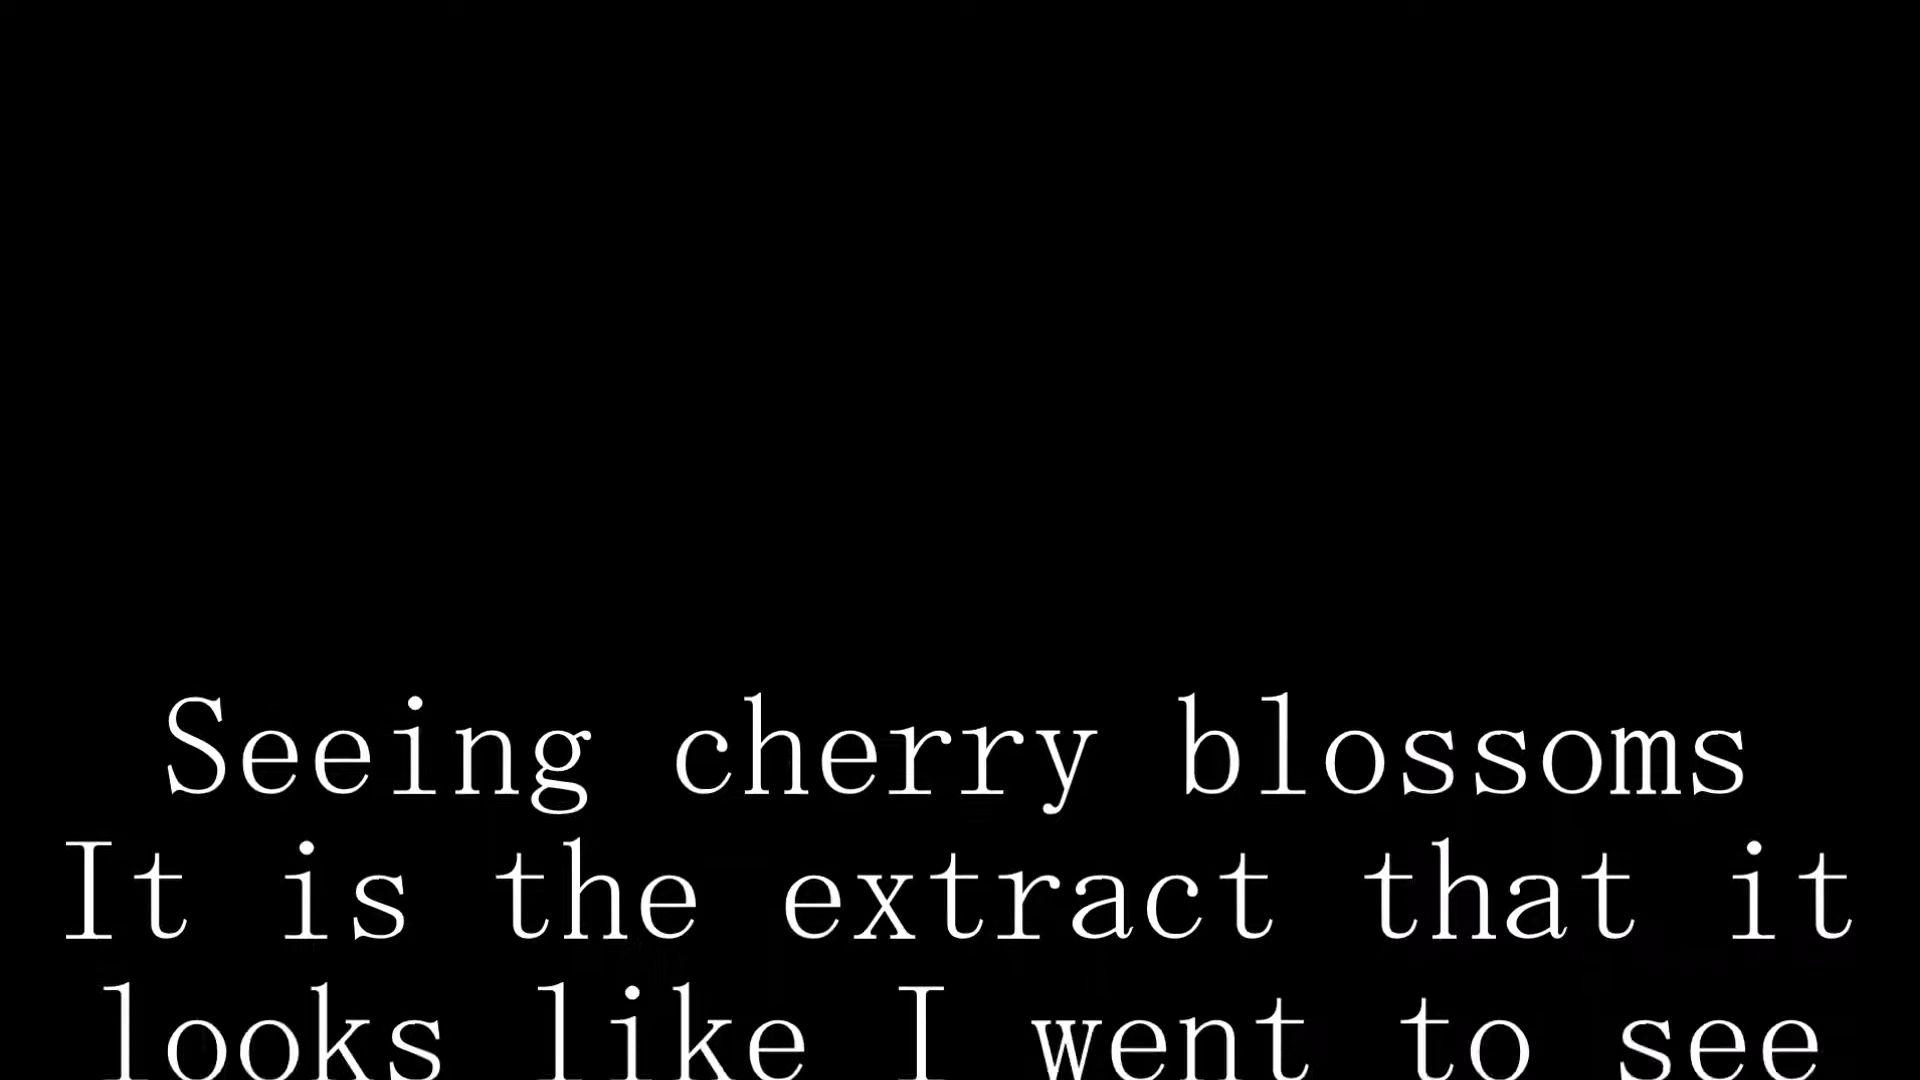 Seeing cherry blossoms
It is the extract that it
looks like I went to see